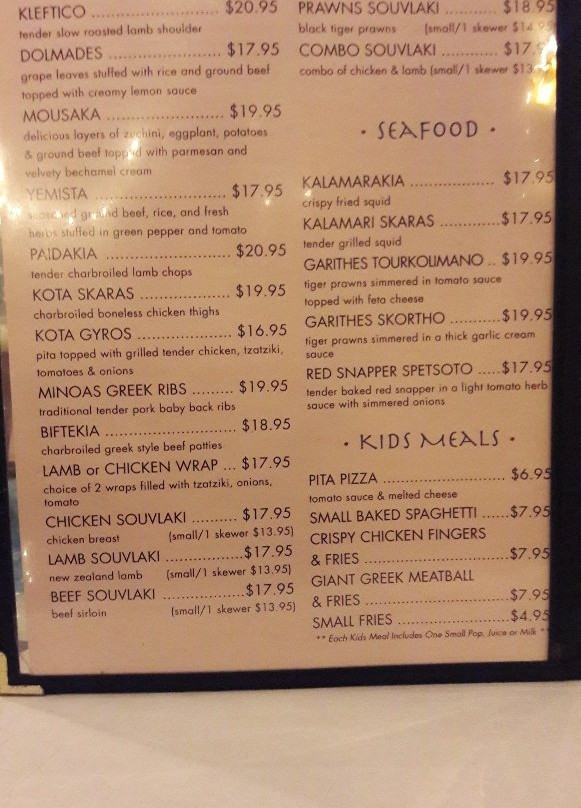 KLEFTICO ........................ $20.95
tender slow roasted lamb shoulder
DOLMADES ........................ $17.95
grape leaves stuffed with rice and ground beef
topped with creamy lemon sauce
MOUSAKA ........................ $19.95
delicious layers of zuchini, eggplant, potatoes
& ground beef topped with parmesan and
velvety bechamel cream
YEMISTA ........................ $17.95
seasoned ground beef, rice, and fresh
herbs stuffed in green pepper and tomato
PAIDAKIA ........................ $20.95
tender charbroiled lamb chops
KOTA SKARAS .................. $19.95
charbroiled boneless chicken thighs
KOTA GYROS .................... $16.95
pita topped with grilled tender chicken, tzatziki,
tomatoes & onions
MINOAS GREEK RIBS ......... $19.95
traditional tender pork baby back ribs
BIFTEKIA .......................... $18.95
charbroiled greek style beef patties
LAMB or CHICKEN WRAP ... $17.95
choice of 2 wraps filled with tzatziki, onions,
tomato
CHICKEN SOUVLAKI .......... $17.95
chicken breast (small/1 skewer $13.95)
LAMB SOUVLAKI ................$17.95
new zealand lamb (small/1 skewer $13.95)
BEEF SOUVLAKI ................$17.95
beef sirloin (small/1 skewer $13.95)
PRAWNS SOUVLAKI .......... $18.95
black tiger prawns (small/1 skewer
COMBO SOUVLAKI ..........
combo of chicken & lamb (small/1 skewer
• SEAFOOD •
KALAMARAKIA ................. $17.95
crispy fried squid
KALAMARI SKARAS ............$17.95
tender grilled squid
GARITHES TOURKOLIMANO .. $19.95
tiger prawns simmered in tomato sauce
topped with feta cheese
GARITHES SKORTHO ...........$19.95
tiger prawns simmered in a thick garlic cream
sauce
RED SNAPPER SPETSOTO .....$17.95
tender baked red snapper in a light tomato herb
sauce with simmered onions
• KIDS MEALS •
PITA PIZZA ......................... $6.95
tomato sauce & melted cheese
SMALL BAKED SPAGHETTI ......$7.95
CRISPY CHICKEN FINGERS
& FRIES .............................$7.95
GIANT GREEK MEATBALL
& FRIES .............................$7.95
SMALL FRIES .......................$4.95
** Each Kids Meal Includes One Small Pop, Juice or Milk **